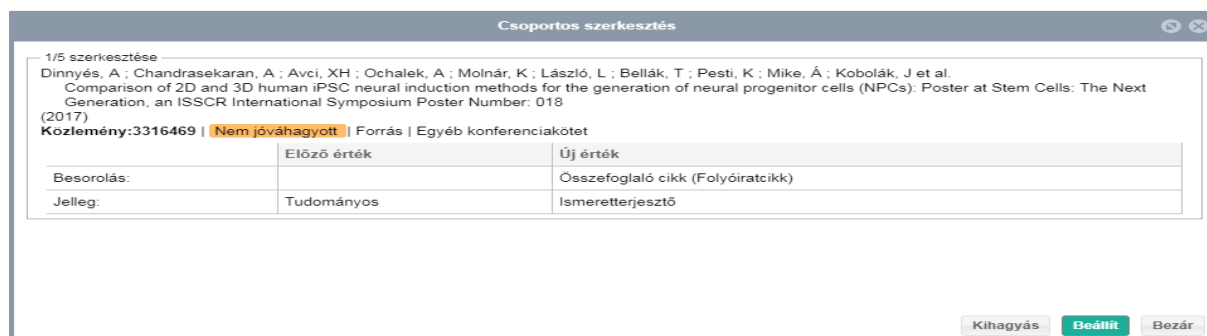 Csoportos szerkesztés
1/5 szerkesztése
Dinnyés, A ; Chandrasekaran, A ; Avci, XH ; Ochalek, A ; Molnár, K ; László, L ; Bellák, T ; Pesti, K ; Mike, Á ; Kobolák, J et al.
Comparison of 2D and 3D human iPSC neural induction methods for the generation of neural progenitor cells (NPCs): Poster at Stem Cells: The Next
Generation, an ISSCR International Symposium Poster Number: 018
(2017)
Közlemény:3316469 | Nem jóváhagyott | Forrás | Egyéb konferenciakötet
Előző érték Új érték
Besorolás: Összefoglaló cikk (Folyóiratcikk)
Jelleg: Tudományos Ismeretterjesztő
Kihagyás Beállít Bezár